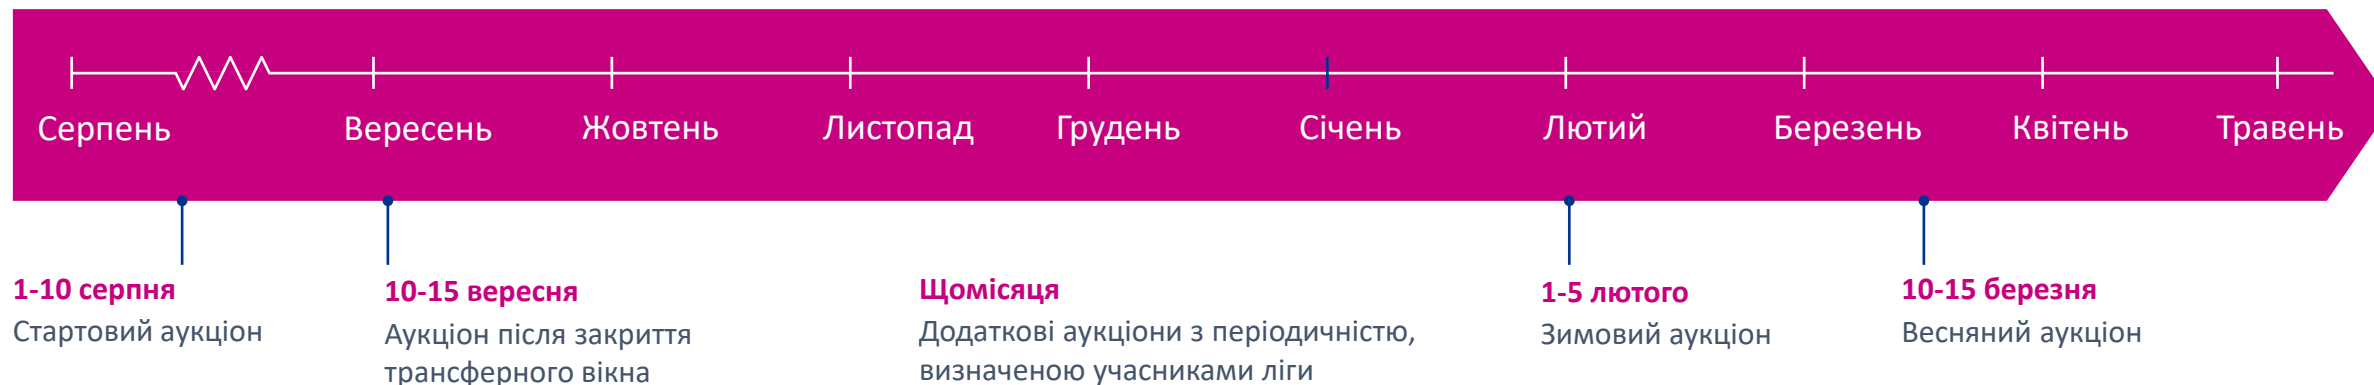 Серпень
Вересень
Жовтень
Листопад
Грудень
Січень
Лютий
Березень
Квітень
Травень
1-10 серпня
Стартовий аукціон
10-15 вересня
Аукціон після закриття
трансферного вікна
Щомісяця
Додаткові аукціони з періодичністю,
визначеною учасниками ліги
1-5 лютого
Зимовий аукціон
10-15 березня
Весняний аукціон